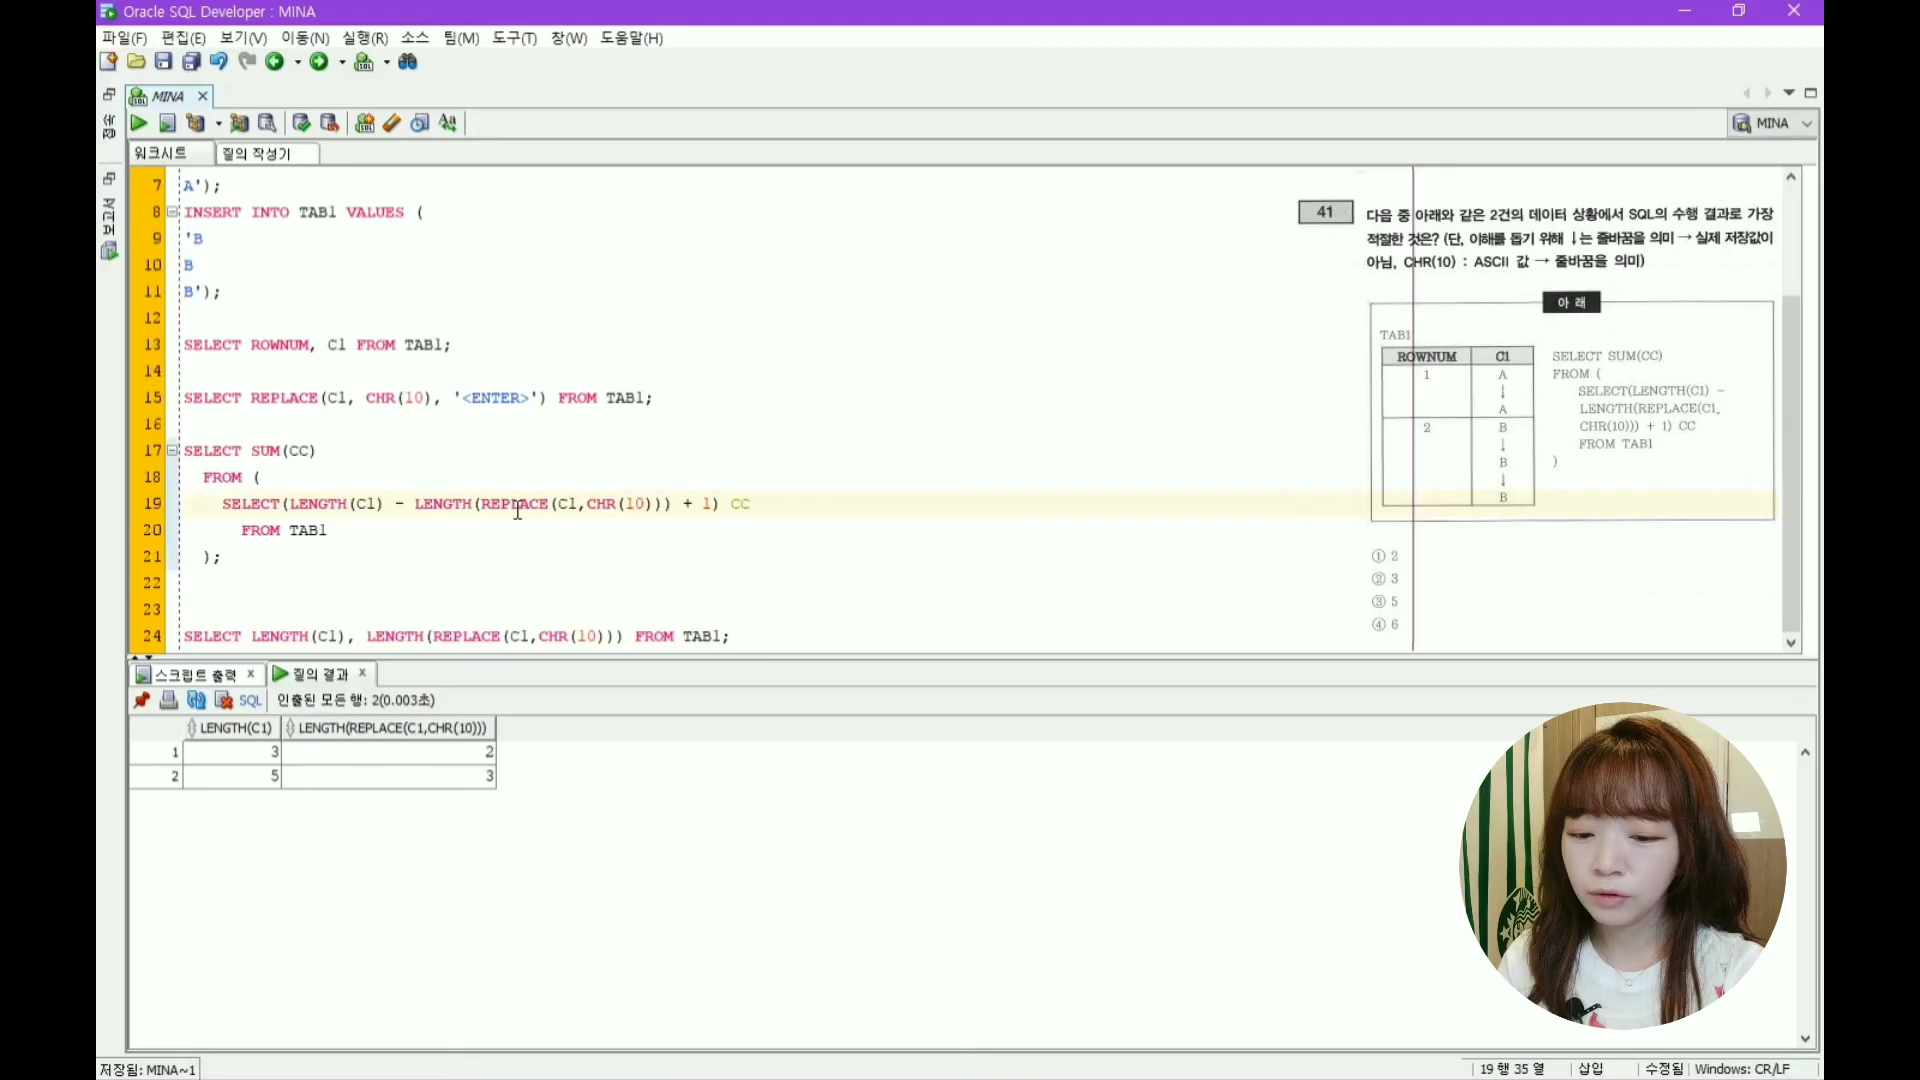 Oracle SQL Developer : MINA
파일(F) 편집(E) 보기(V) 이동(N) 실행(R) 소스 팀(M) 도구(T) 창(W) 도움말(H)
MINA
MINA
워크시트 질의 작성기
7 A');
8 INSERT INTO TAB1 VALUES (
9 'B
10 B
11 B');
12
13 SELECT ROWNUM, C1 FROM TAB1;
14
15 SELECT REPLACE(C1, CHR(10), '<ENTER>') FROM TAB1;
16
17 SELECT SUM(CC)
18 FROM (
19 SELECT(LENGTH(C1) - LENGTH(REPLACE(C1,CHR(10))) + 1) CC
20 FROM TAB1
21 );
22
23
24 SELECT LENGTH(C1), LENGTH(REPLACE(C1,CHR(10))) FROM TAB1;
41
다음 중 아래와 같은 2건의 데이터 상황에서 SQL의 수행 결과로 가장
적절한 것은? (단, 이해를 돕기 위해 ↓는 줄바꿈을 의미 → 실제 저장값이
아님, CHR(10) : ASCII 값 → 줄바꿈을 의미)
아 래
TAB1
ROWNUM C1
1 A
↓
A
2 B
↓
B
↓
B
SELECT SUM(CC)
FROM (
SELECT(LENGTH(C1) -
LENGTH(REPLACE(C1,
CHR(10))) + 1) CC
FROM TAB1
)
① 2
② 3
③ 5
④ 6
스크립트 출력 질의 결과
SQL 인출된 모든 행: 2(0.003초)
LENGTH(C1) LENGTH(REPLACE(C1,CHR(10)))
1 3 2
2 5 3
저장됨: MINA~1
19 행 35 열 삽입 수정됨 Windows: CR/LF